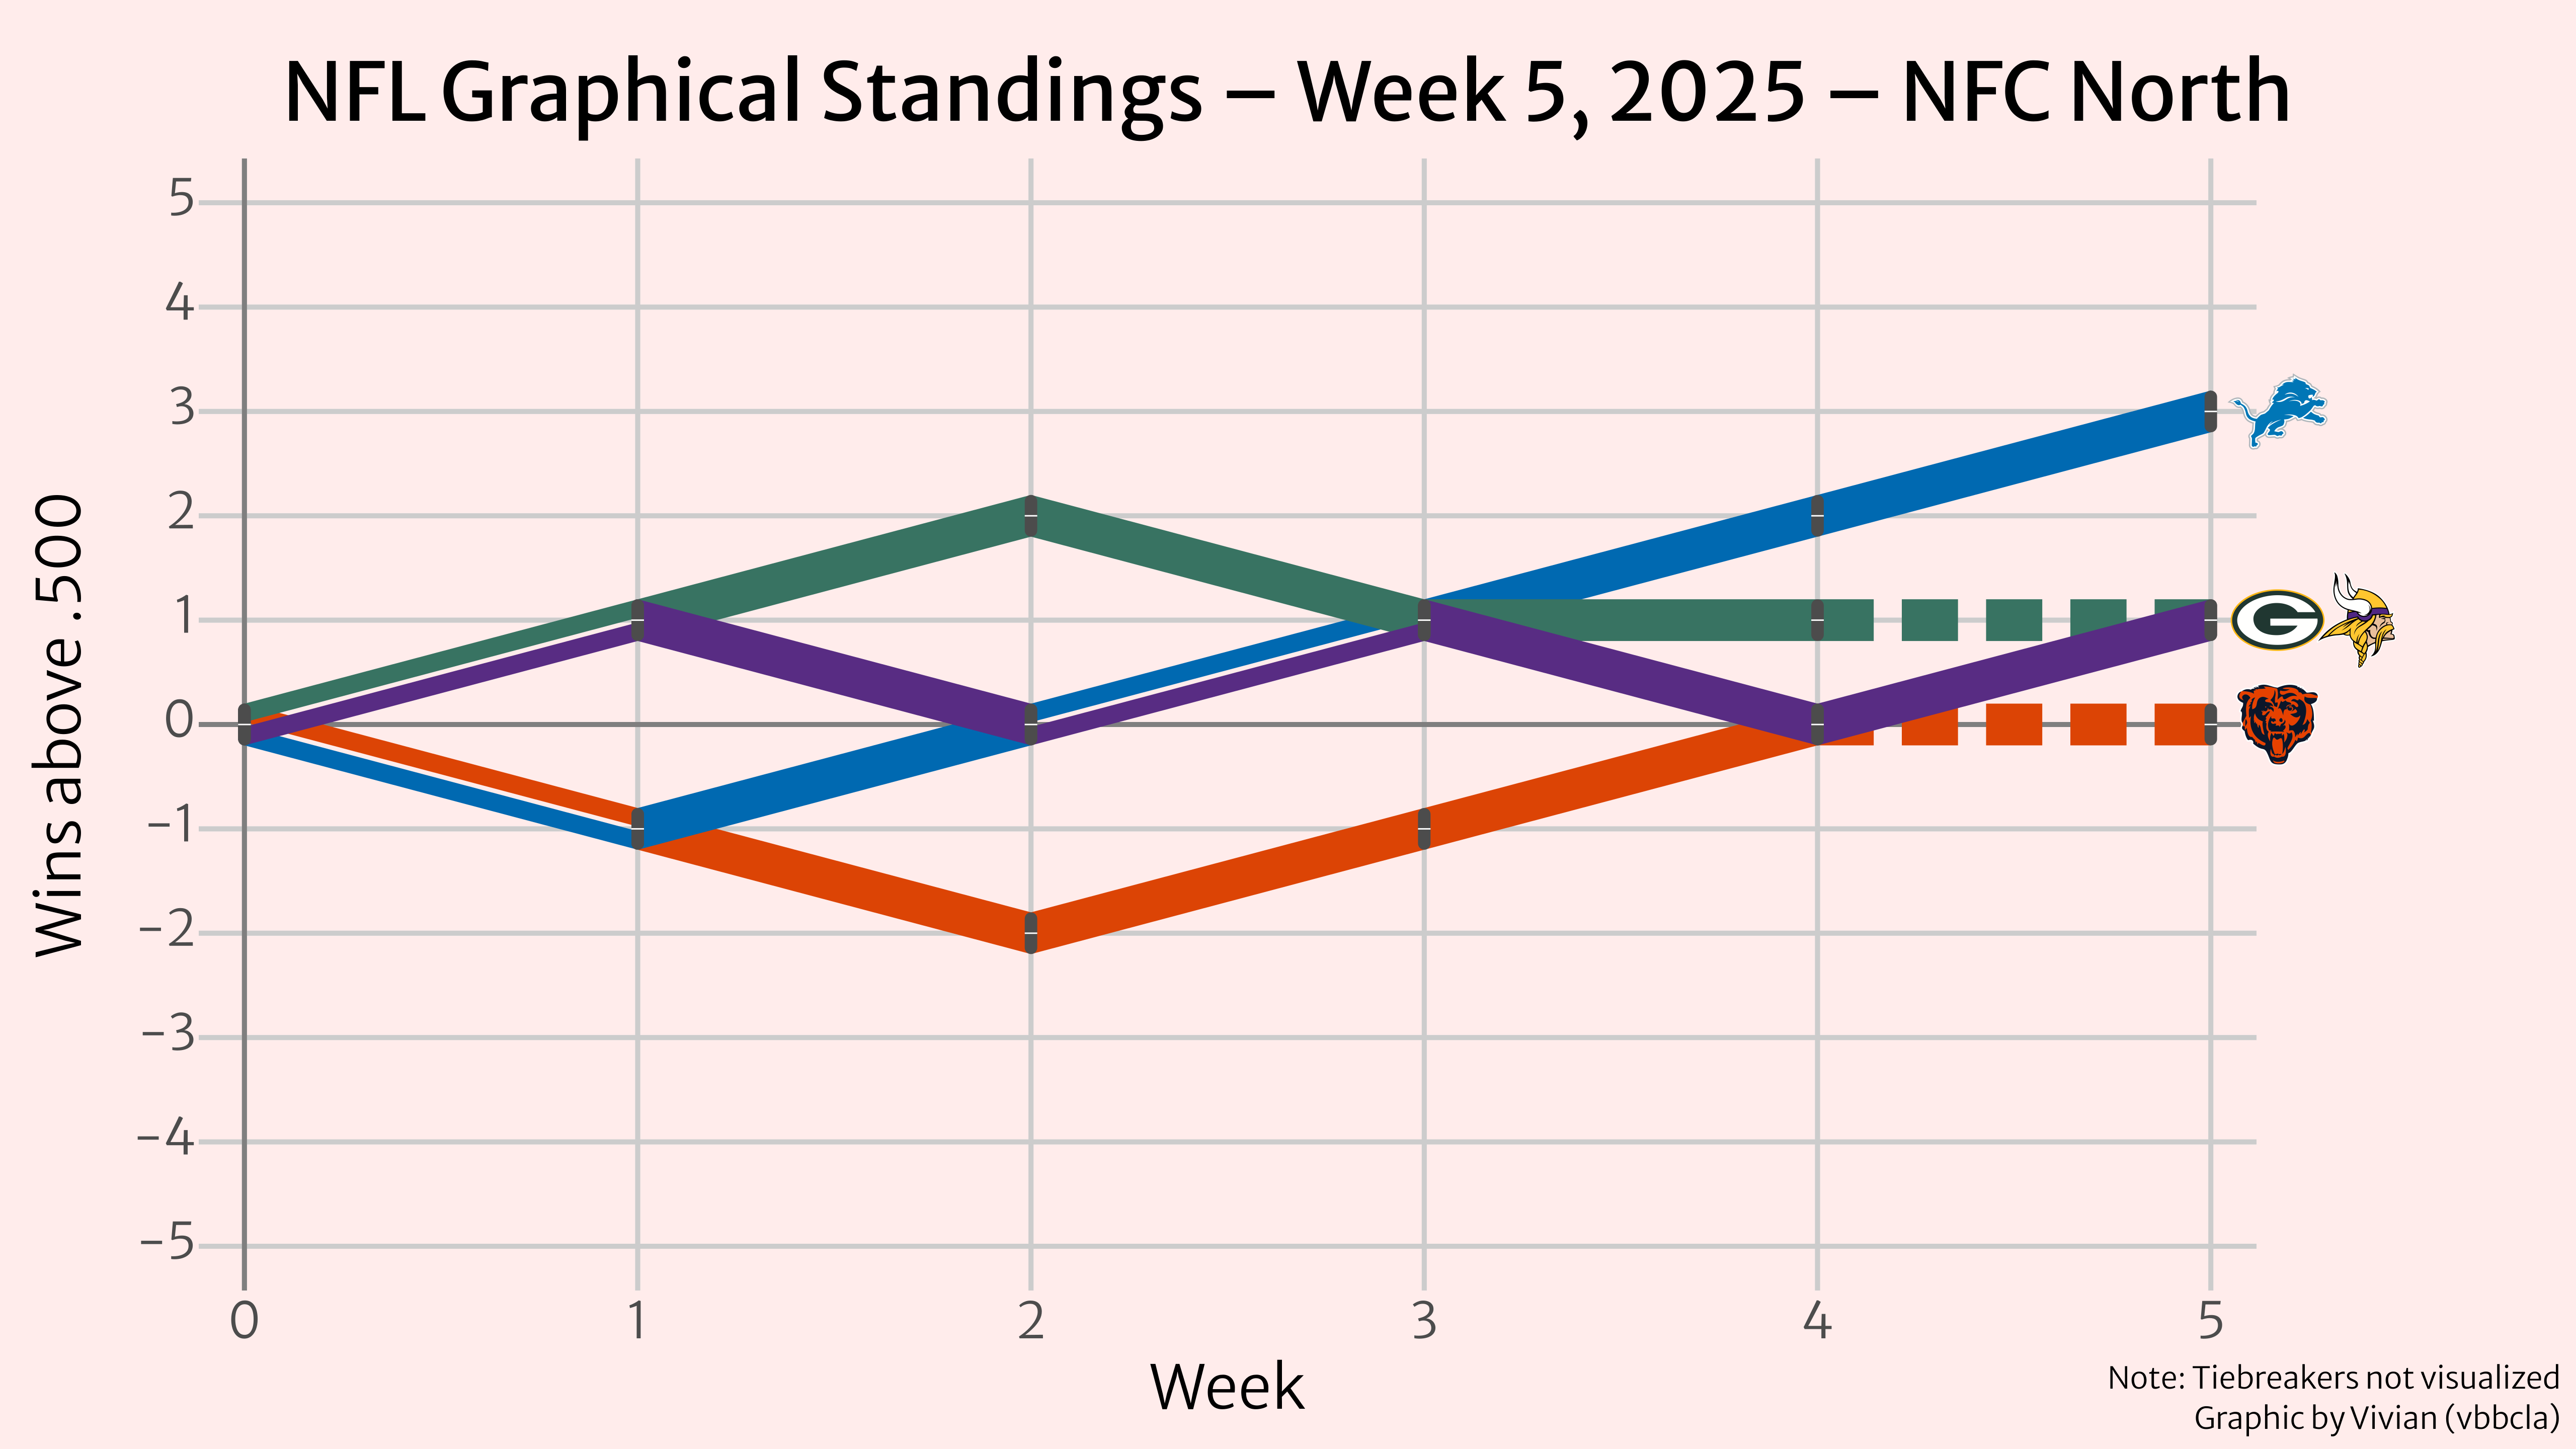 NFL Graphical Standings – Week 5, 2025 – NFC North
Wins above .500
5
4
3
2
1
0
−1
−2
−3
−4
−5
0 1 2 3 4 5
Week
G
Note: Tiebreakers not visualized
Graphic by Vivian (vbbcla)